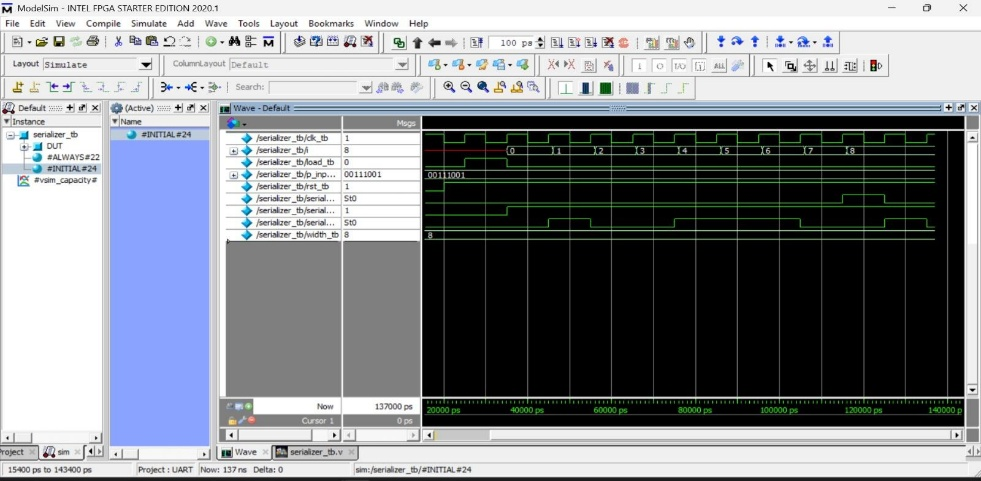 ModelSim - INTEL FPGA STARTER EDITION 2020.1
File Edit View Compile Simulate Add Wave Tools Layout Bookmarks Window Help
100 ps
Layout Simulate ColumnLayout Default ALL
Search:
Default (Active) Wave - Default
Instance Name Msgs
serializer_tb #INITIAL#24 /serializer_tb/clk_tb 1
DUT /serializer_tb/i 8 0 1 2 3 4 5 6 7 8
#ALWAYS#22 /serializer_tb/load_tb 0
#INITIAL#24 /serializer_tb/p_inp... 00111001 00111001
#vsim_capacity# /serializer_tb/rst_tb 1
/serializer_tb/serial... St0
/serializer_tb/serial... 1
/serializer_tb/serial... St0
/serializer_tb/width_tb 8 8
Now 137000 ps 20000 ps 40000 ps 60000 ps 80000 ps 100000 ps 120000 ps 140000 p
Cursor 1 0 ps
roject sim Wave serializer_tb.v
15400 ps to 143400 ps Project : UART Now: 137 ns Delta: 0 sim:/serializer_tb/#INITIAL#24